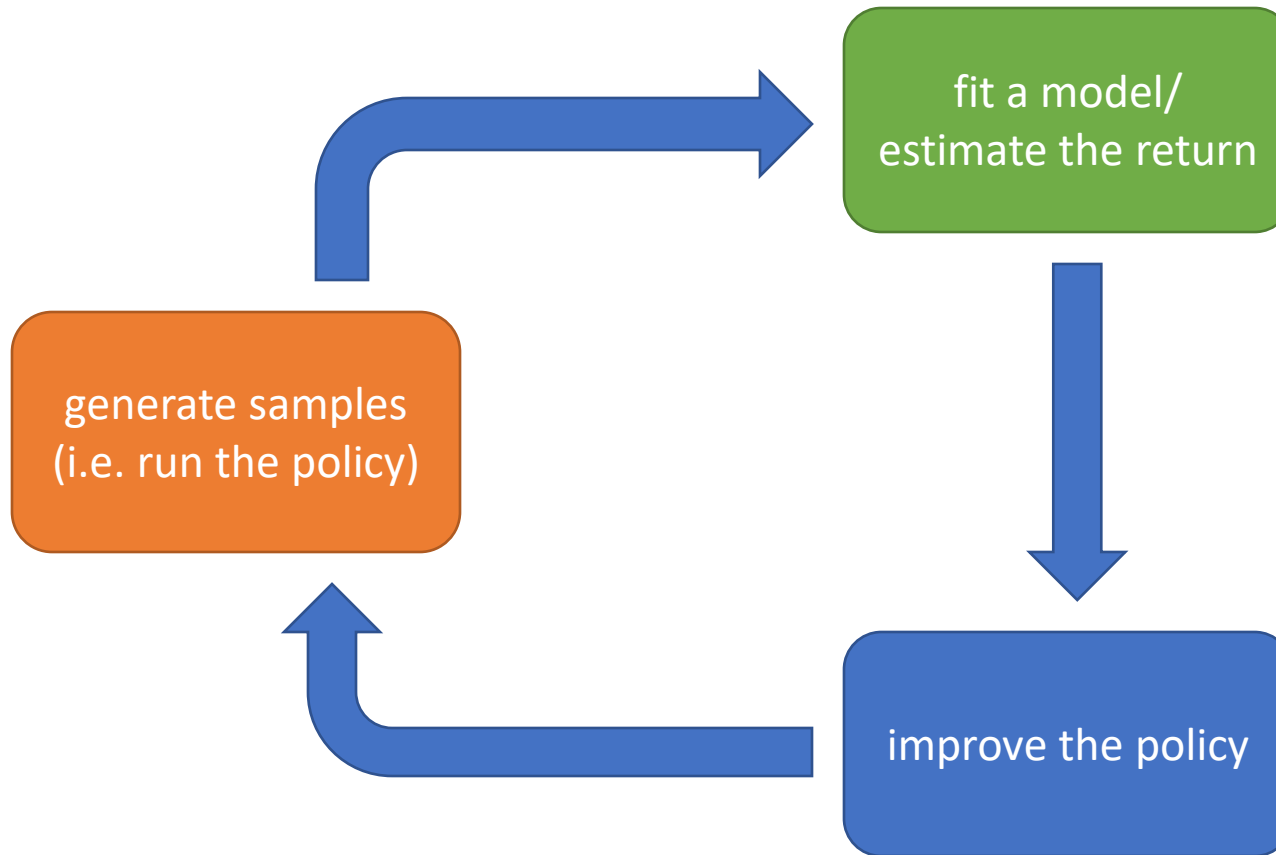 fit a model/
estimate the return
generate samples
(i.e. run the policy)
improve the policy